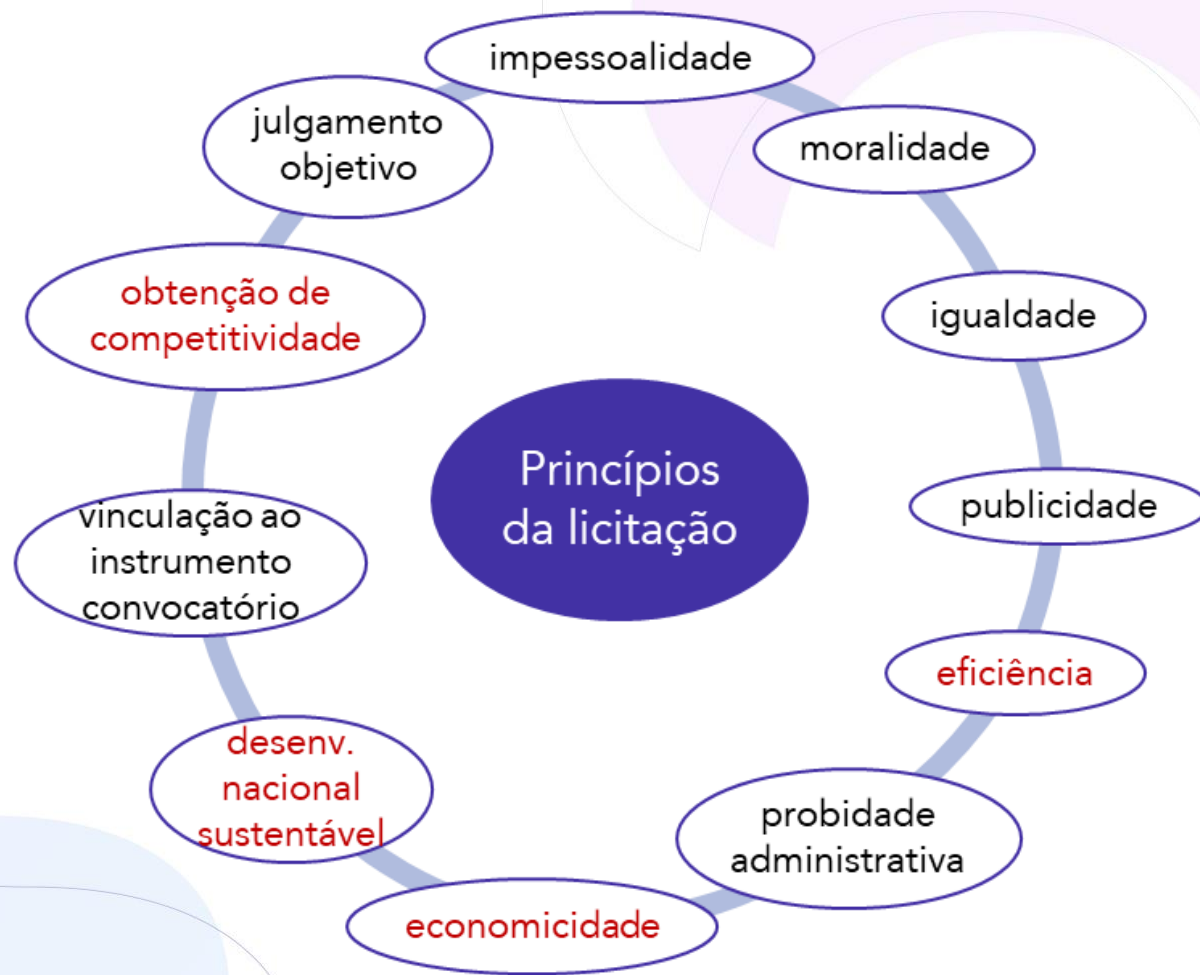 impessoalidade
julgamento
objetivo
moralidade
obtenção de
competitividade
igualdade
Princípios
da licitação
publicidade
vinculação ao
instrumento
convocatório
eficiência
desenv.
nacional
sustentável
probidade
administrativa
economicidade